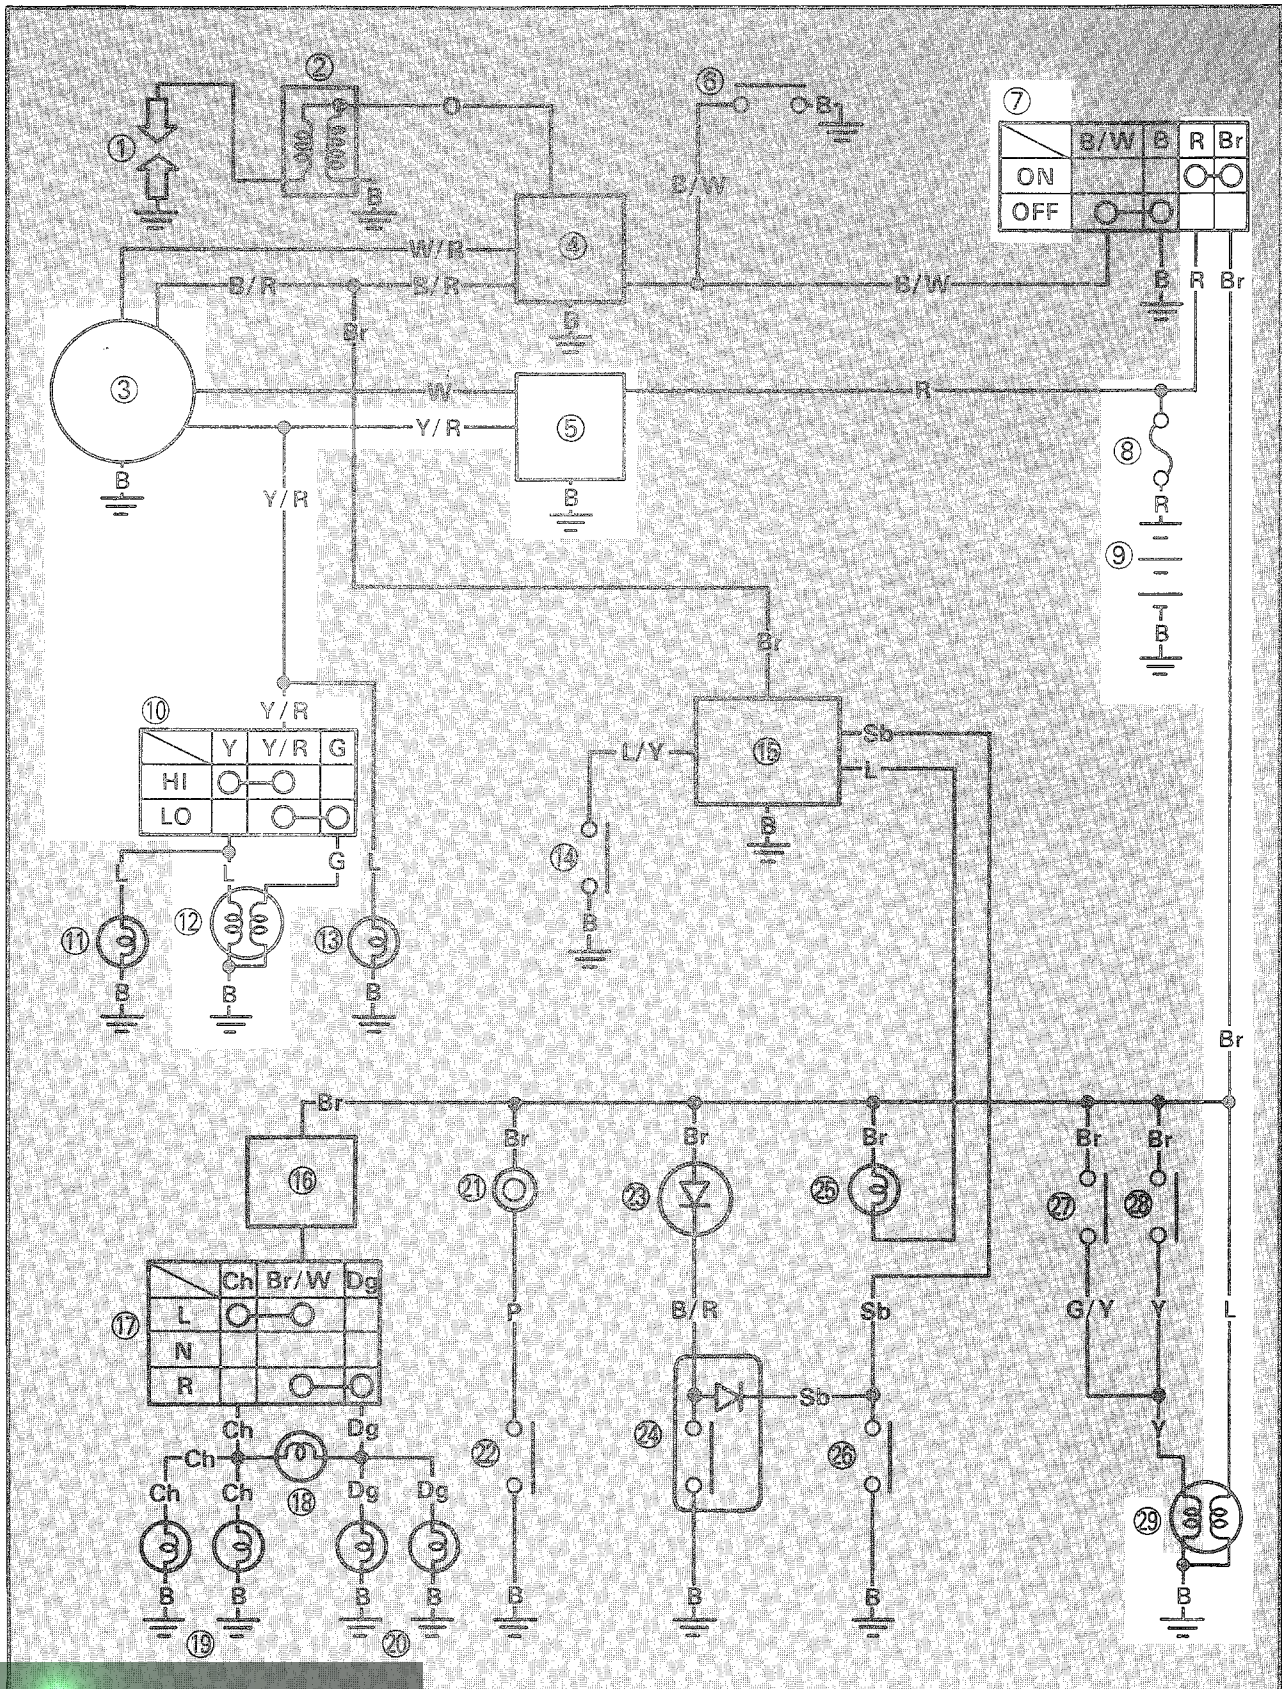 ② ⑥ ⑦
① O B B/W B R Br
ON
B/W
B OFF
W/R ④
B/R B/R B/W B R Br
Br B
③ W R
Y/R ⑤ ⑧
B Y/R B R
⑨
Br B
⑩ Y/R
Y Y/R G L/Y ⑮ Sb
HI L
LO B
L L G L ⑭
⑪ ⑫ ⑬ B
B B B
Br
Br
Br Br Br Br Br
⑯ ㉑ ㉓ ㉕ ㉗ ㉘
Ch Br/W Dg
⑰ L P B/R Sb G/Y Y L
N
R
Sb
Ch Dg ㉒ ㉔ ㉖ Y
Ch
Ch Ch ⑱ Dg Dg
㉙
B B B B B B B B
⑲ ⑳